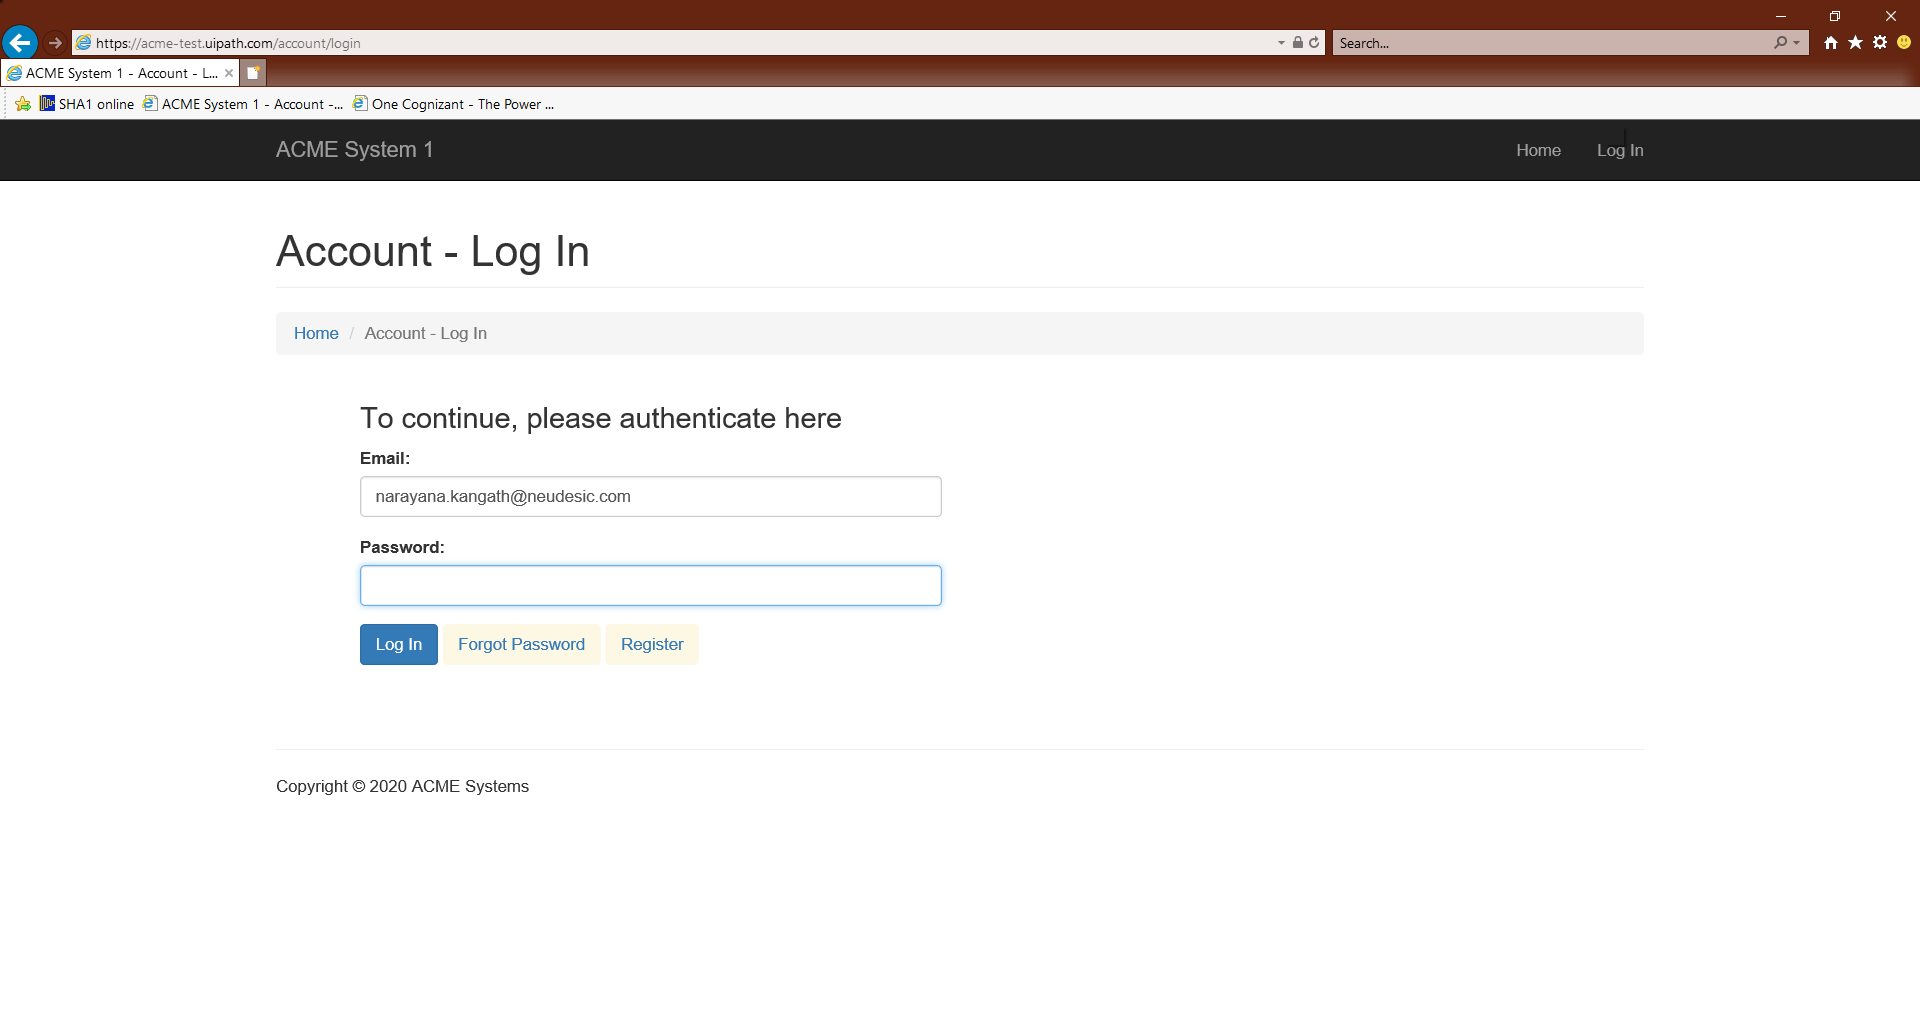 https://acme-test.uipath.com/account/login
Search...
ACME System 1 - Account - L...
SHA1 online
ACME System 1 - Account -...
One Cognizant - The Power ...
ACME System 1
Home
Log In
Account - Log In
Home / Account - Log In
To continue, please authenticate here
Email:
narayana.kangath@neudesic.com
Password:
Log In
Forgot Password
Register
Copyright © 2020 ACME Systems